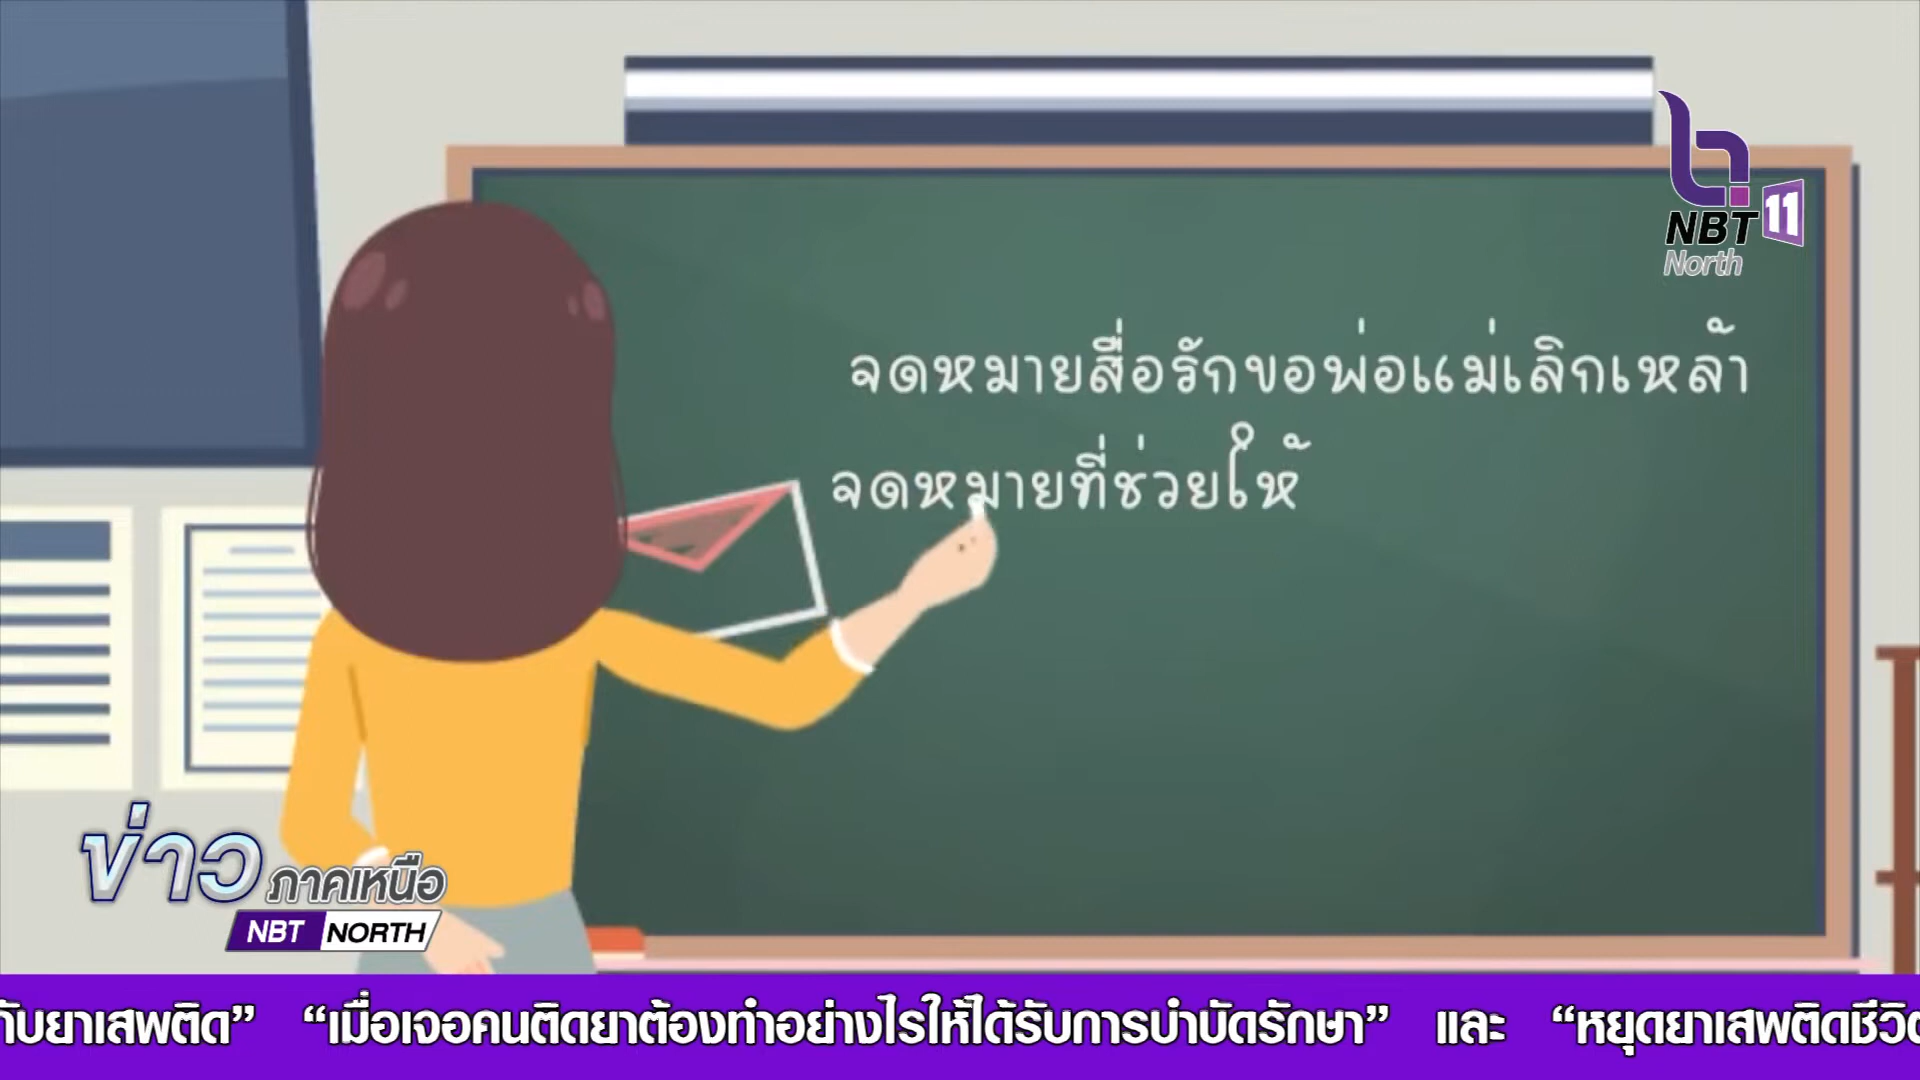 NBT 11
North
จดหมายสื่อรักขอพ่อแม่เลิกเหล้า
จดหมายที่ช่วยให้
ข่าว ภาคเหนือ
NBT NORTH
กับยาเสพติด” “เมื่อเจอคนติดยาต้องทำอย่างไรให้ได้รับการบำบัดรักษา” และ “หยุดยาเสพติดชีวิต